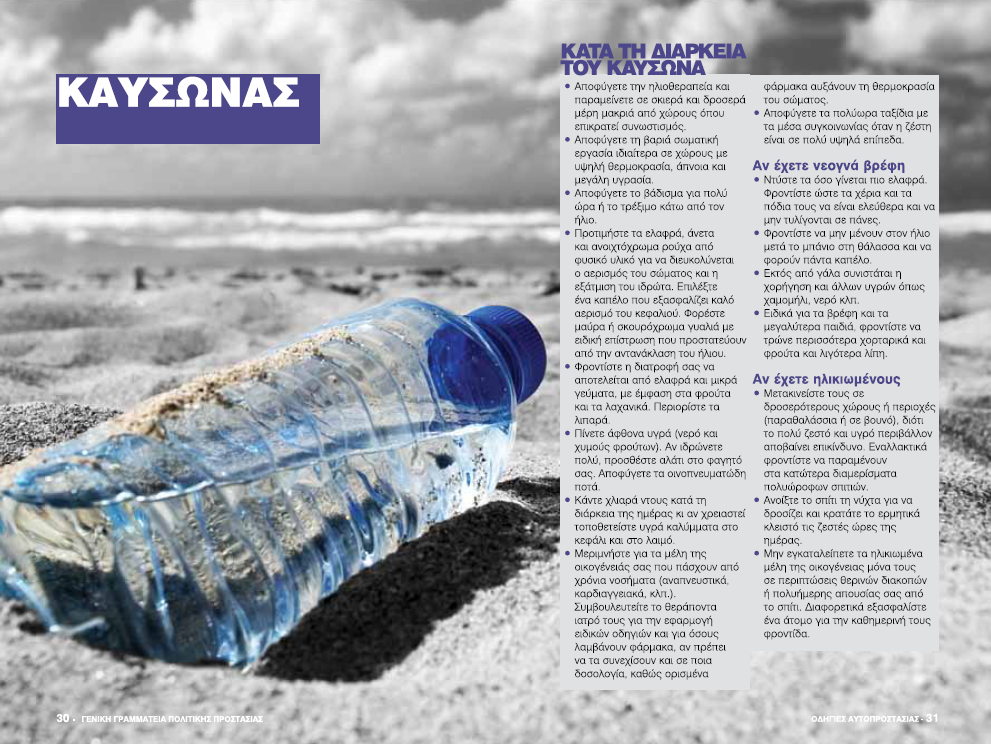 ΚΑΥΣΩΝΑΣ
ΚΑΤΑ ΤΗ ΔΙΑΡΚΕΙΑ
ΤΟΥ ΚΑΥΣΩΝΑ
• Αποφύγετε την ηλιοθεραπεία και
παραμείνετε σε σκιερά και δροσερά
μέρη μακριά από χώρους όπου
επικρατεί συνωστισμός.
• Αποφύγετε τη βαριά σωματική
εργασία ιδιαίτερα σε χώρους με
υψηλή θερμοκρασία, άπνοια και
μεγάλη υγρασία.
• Αποφύγετε το βάδισμα για πολύ
ώρα ή το τρέξιμο κάτω από τον
ήλιο.
• Προτιμήστε τα ελαφρά, άνετα
και ανοιχτόχρωμα ρούχα από
φυσικό υλικό για να διευκολύνεται
ο αερισμός του σώματος και η
εξάτμιση του ιδρώτα. Επιλέξτε
ένα καπέλο που εξασφαλίζει καλό
αερισμό του κεφαλιού. Φορέστε
μαύρα ή σκουρόχρωμα γυαλιά με
ειδική επίστρωση που προστατεύουν
από την αντανάκλαση του ήλιου.
• Φροντίστε η διατροφή σας να
αποτελείται από ελαφρά και μικρά
γεύματα, με έμφαση στα φρούτα
και τα λαχανικά. Περιορίστε τα
λιπαρά.
• Πίνετε άφθονα υγρά (νερό και
χυμούς φρούτων). Αν ιδρώνετε
πολύ, προσθέστε αλάτι στο φαγητό
σας. Αποφύγετε τα οινοπνευματώδη
ποτά.
• Κάντε χλιαρά ντους κατά τη
διάρκεια της ημέρας κι αν χρειαστεί
τοποθετείστε υγρά καλύμματα στο
κεφάλι και στο λαιμό.
• Μεριμνήστε για τα μέλη της
οικογένειάς σας που πάσχουν από
χρόνια νοσήματα (αναπνευστικά,
καρδιαγγειακά, κλπ.).
Συμβουλευτείτε το θεράποντα
ιατρό τους για την εφαρμογή
ειδικών οδηγιών και για όσους
λαμβάνουν φάρμακα, αν πρέπει
να τα συνεχίσουν και σε ποια
δοσολογία, καθώς ορισμένα
φάρμακα αυξάνουν τη θερμοκρασία
του σώματος.
• Αποφύγετε τα πολύωρα ταξίδια με
τα μέσα συγκοινωνίας όταν η ζέστη
είναι σε πολύ υψηλά επίπεδα.
Αν έχετε νεογνά βρέφη
• Ντύστε τα όσο γίνεται πιο ελαφρά.
Φροντίστε ώστε τα χέρια και τα
πόδια τους να είναι ελεύθερα και να
μην τυλίγονται σε πάνες.
• Φροντίστε να μην μένουν στον ήλιο
μετά το μπάνιο στη θάλασσα και να
φορούν πάντα καπέλο.
• Εκτός από γάλα συνιστάται η
χορήγηση και άλλων υγρών όπως
χαμομήλι, νερό κλπ.
• Ειδικά για τα βρέφη και τα
μεγαλύτερα παιδιά, φροντίστε να
τρώνε περισσότερα χορταρικά και
φρούτα και λιγότερα λίπη.
Αν έχετε ηλικιωμένους
• Μετακινείστε τους σε
δροσερότερους χώρους ή περιοχές
(παραθαλάσσια ή σε βουνό), διότι
το πολύ ζεστό και υγρό περιβάλλον
αποβαίνει επικίνδυνο. Εναλλακτικά
φροντίστε να παραμένουν
στα κατώτερα διαμερίσματα
πολυώροφων σπιτιών.
• Ανοίξτε το σπίτι τη νύχτα για να
δροσίζει και κρατάτε το ερμητικά
κλειστό τις ζεστές ώρες της
ημέρας.
• Μην εγκαταλείπετε τα ηλικιωμένα
μέλη της οικογένειας μόνα τους
σε περιπτώσεις θερινών διακοπών
ή πολυήμερης απουσίας σας από
το σπίτι. Διαφορετικά εξασφαλίστε
ένα άτομο για την καθημερινή τους
φροντίδα.
30 - ΓΕΝΙΚΗ ΓΡΑΜΜΑΤΕΙΑ ΠΟΛΙΤΙΚΗΣ ΠΡΟΣΤΑΣΙΑΣ
ΟΔΗΓΙΕΣ ΑΥΤΟΠΡΟΣΤΑΣΙΑΣ - 31